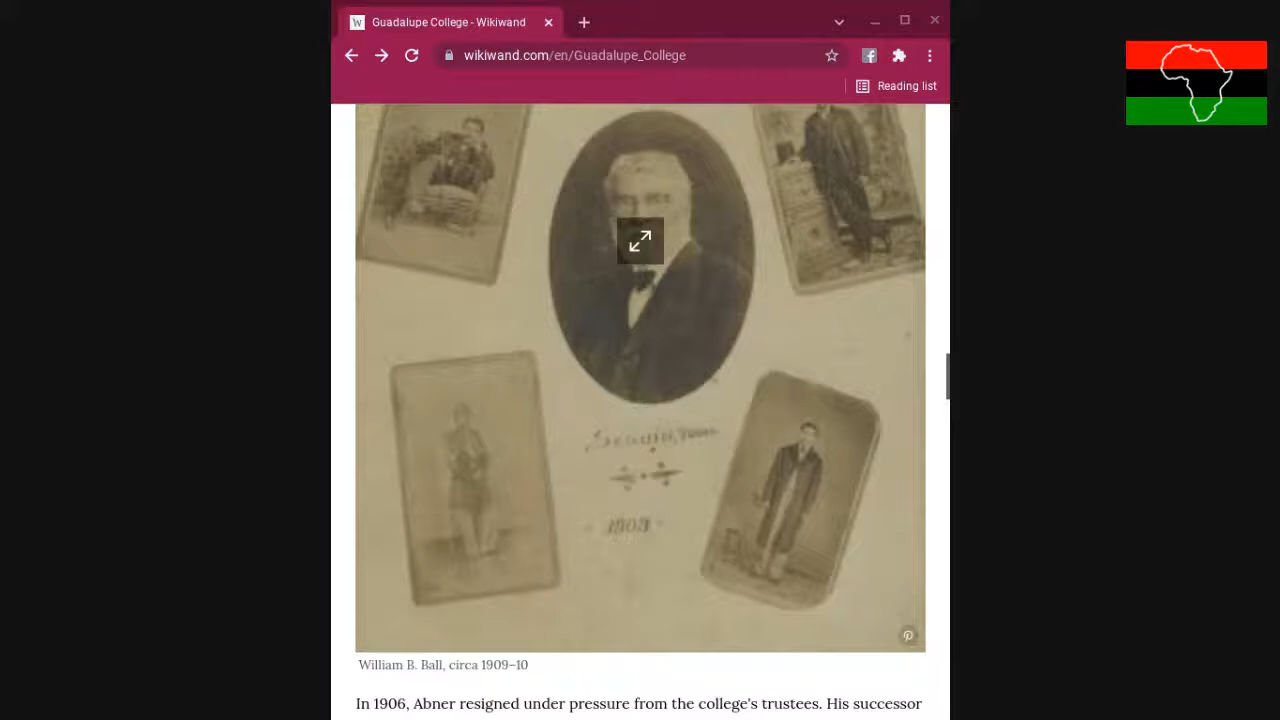 Guadalupe College - Wikiwand
wikiwand.com/en/Guadalupe_College
Reading list
1903
William B. Ball, circa 1909–10
In 1906, Abner resigned under pressure from the college's trustees. His successor